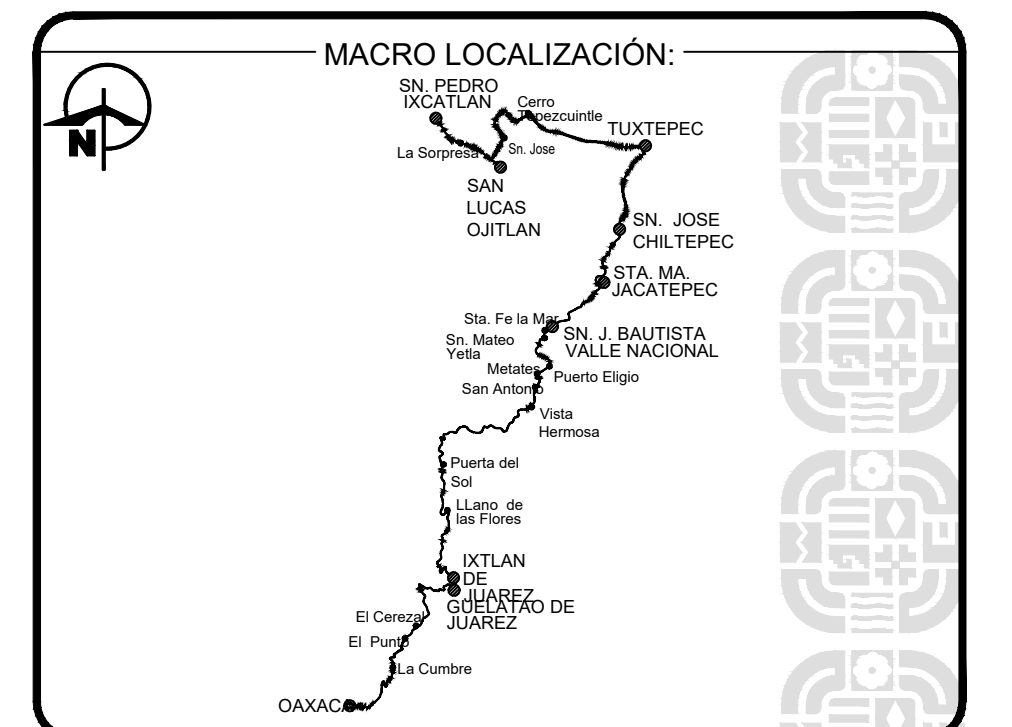 MACRO LOCALIZACIÓN:
N
SN. PEDRO
IXCATLAN
Cerro
Tepezcuintle
TUXTEPEC
La Sorpresa
Sn. Jose
SAN
LUCAS
OJITLAN
SN. JOSE
CHILTEPEC
STA. MA.
JACATEPEC
Sta. Fe la Mar
SN. J. BAUTISTA
VALLE NACIONAL
Sn. Mateo
Yetla
Metates
Puerto Eligio
San Antonio
Vista
Hermosa
Puerta del
Sol
LLano de
las Flores
IXTLAN
DE
JUAREZ
GUELATAO DE
JUAREZ
El Cerezal
El Punto
La Cumbre
OAXACA